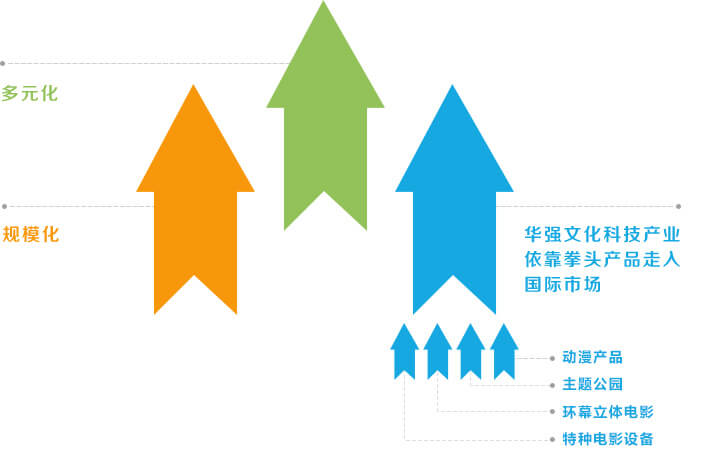 多元化
规模化
华强文化科技产业
依靠拳头产品走人
国际市场
动漫产品
主题公园
环幕立体电影
特种电影设备